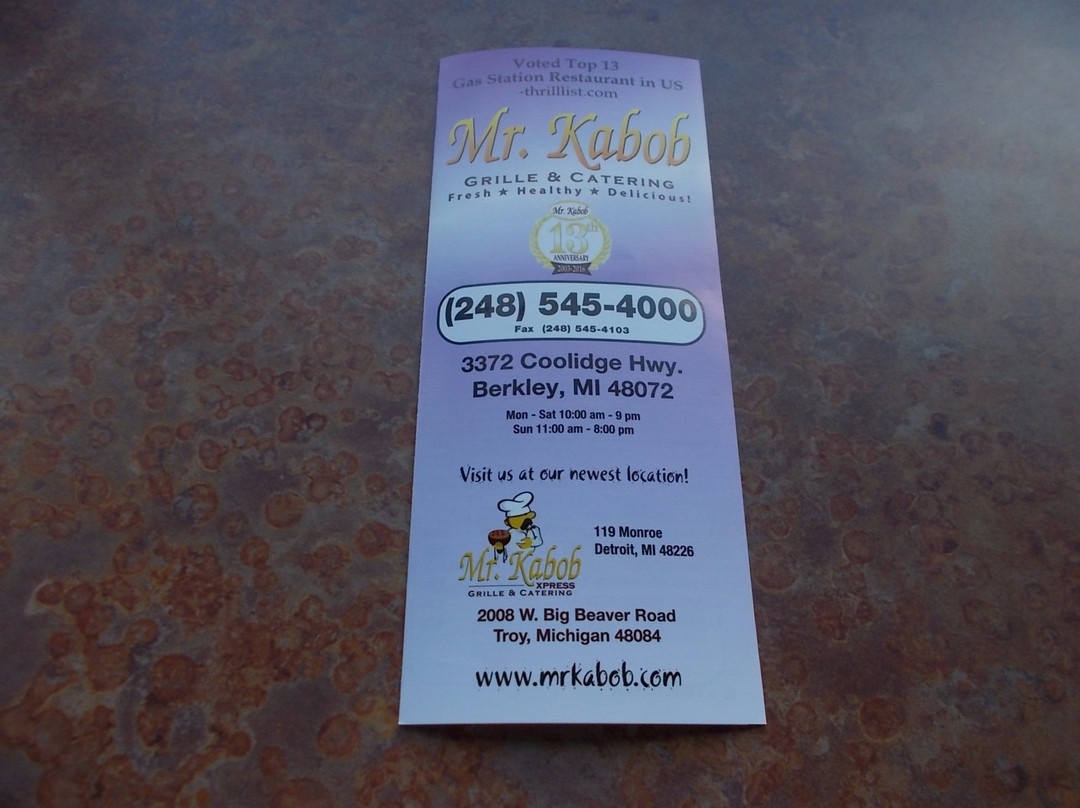 Voted Top 13
Gas Station Restaurant in US
-thrilllist.com
Mr. Kabob
GRILLE & CATERING
Fresh ★ Healthy ★ Delicious!
Mr. Kabob
13th
ANNIVERSARY
2003-2016
(248) 545-4000
Fax (248) 545-4103
3372 Coolidge Hwy.
Berkley, MI 48072
Mon - Sat 10:00 am - 9 pm
Sun 11:00 am - 8:00 pm
Visit us at our newest location!
Mr. Kabob
XPRESS
GRILLE & CATERING
119 Monroe
Detroit, MI 48226
2008 W. Big Beaver Road
Troy, Michigan 48084
www.mrkabob.com